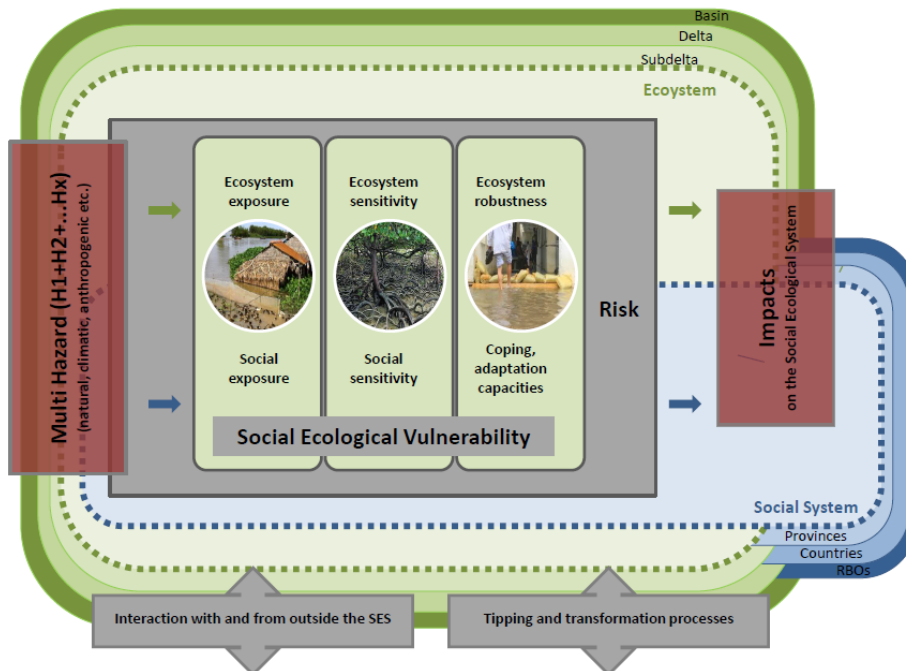 Basin
Delta
Subdelta
Ecoystem
Multi Hazard (H1+H2+...Hx)
(natural, climatic, anthropogenic etc.)
Ecosystem
exposure
Ecosystem
sensitivity
Ecosystem
robustness
Social
exposure
Social
sensitivity
Coping,
adaptation
capacities
Social Ecological Vulnerability
Risk
Impacts
on the Social Ecological System
Social System
Provinces
Countries
RBOs
Interaction with and from outside the SES
Tipping and transformation processes